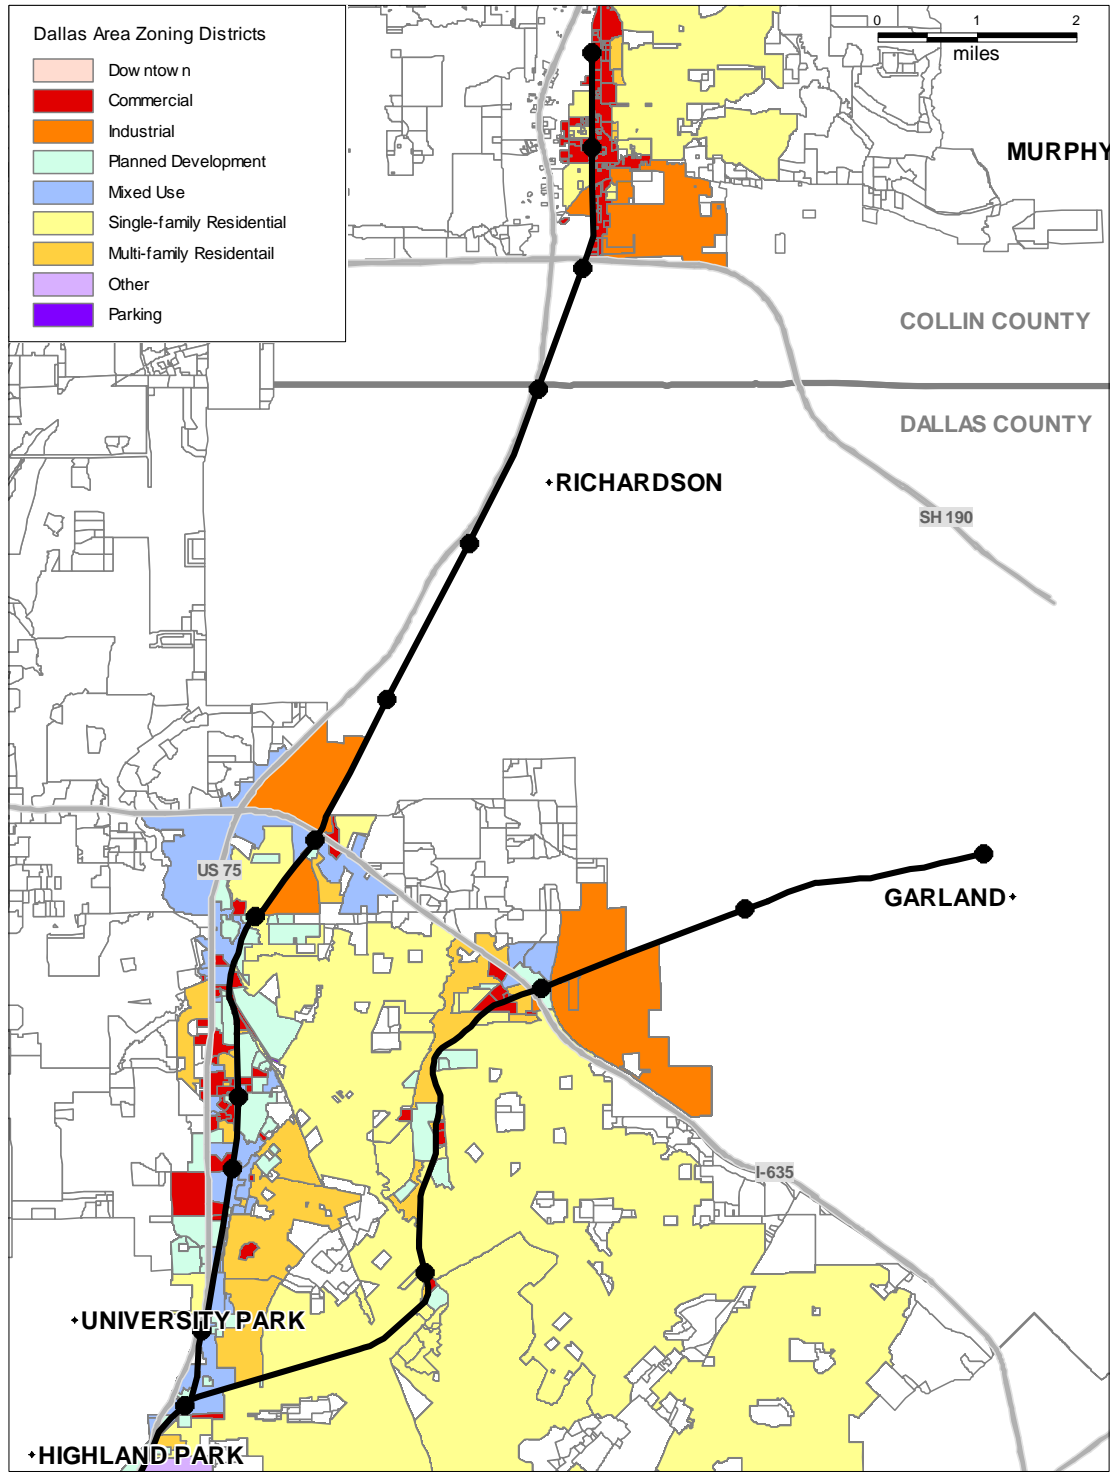 Dallas Area Zoning Districts
Downtown
Commercial
Industrial
Planned Development
Mixed Use
Single-family Residential
Multi-family Residentail
Other
Parking
0 1 2
miles
MURPHY
COLLIN COUNTY
DALLAS COUNTY
RICHARDSON
SH 190
US 75
GARLAND
I-635
UNIVERSITY PARK
HIGHLAND PARK